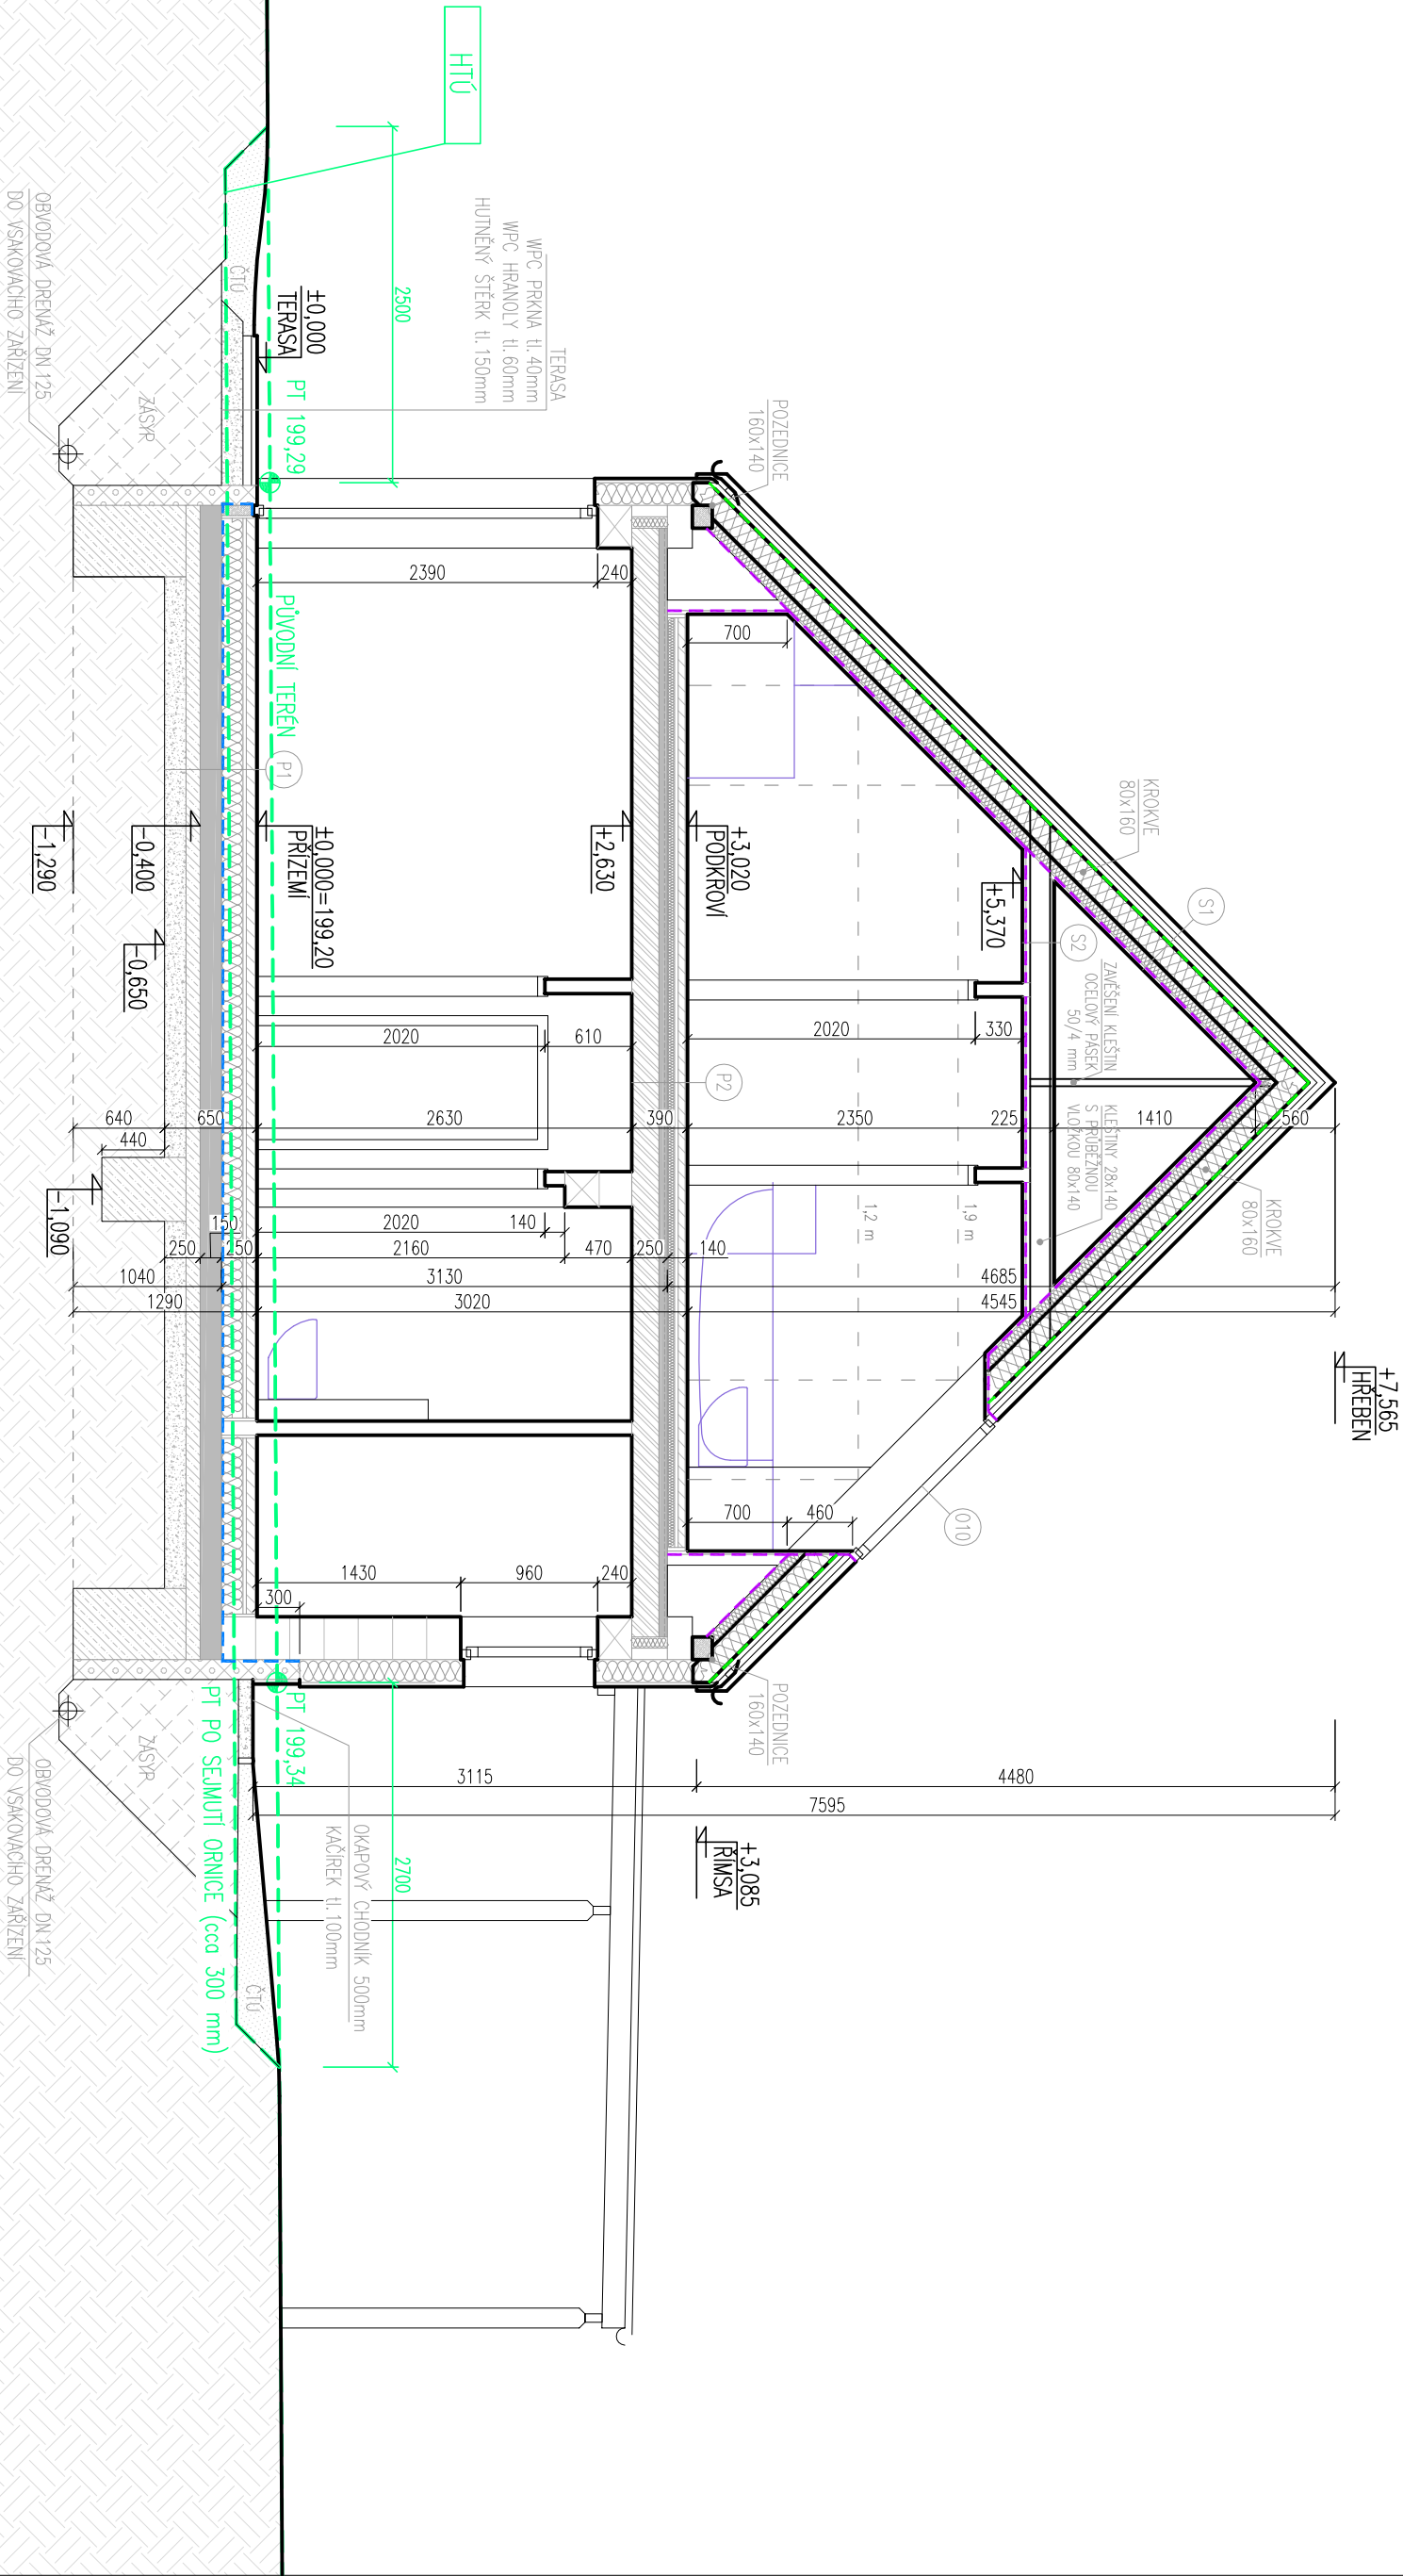 +7,565
HŘEBEN
KROKVE
80x160
S1
KROKVE
80x160
560
1410
ZAVĚŠENÍ KLEŠTIN
OCELOVÝ PÁSEK
50/4 mm
KLEŠTINY 28x140
S PRŮBĚŽNOU
VLOŽKOU 80x140
S2
+5,370
225
330
2020
2350
4685
4545
1,9 m
1,2 m
O10
POZEDNICE
160x140
700
700
460
POZEDNICE
160x140
+3,020
PODKROVÍ
P2
+3,085
ŘÍMSA
4480
3115
7595
140
390
250
+2,630
240
2390
610
2020
2630
470
140
2020
2160
3130
3020
240
960
1430
300
HTÚ
TERASA
WPC PRKNA tl. 40mm
WPC HRANOLY tl. 60mm
HUTNĚNÝ ŠTĚRK tl. 150mm
2500
2700
±0,000
TERASA
PT 199,29
PŮVODNÍ TERÉN
±0,000=199,20
PŘÍZEMÍ
P1
PT 199,34
OKAPOVÝ CHODNÍK 500mm
KAČÍREK tl. 100mm
PT PO SEJMUTÍ ORNICE (cca 300 mm)
ČTÚ
ČTÚ
ZÁSYP
ZÁSYP
150
250
250
650
640
440
1040
1290
-0,400
-0,650
-1,090
-1,290
OBVODOVÁ DRENÁŽ DN 125
DO VSAKOVACÍHO ZAŘÍZENÍ
OBVODOVÁ DRENÁŽ DN 125
DO VSAKOVACÍHO ZAŘÍZENÍ